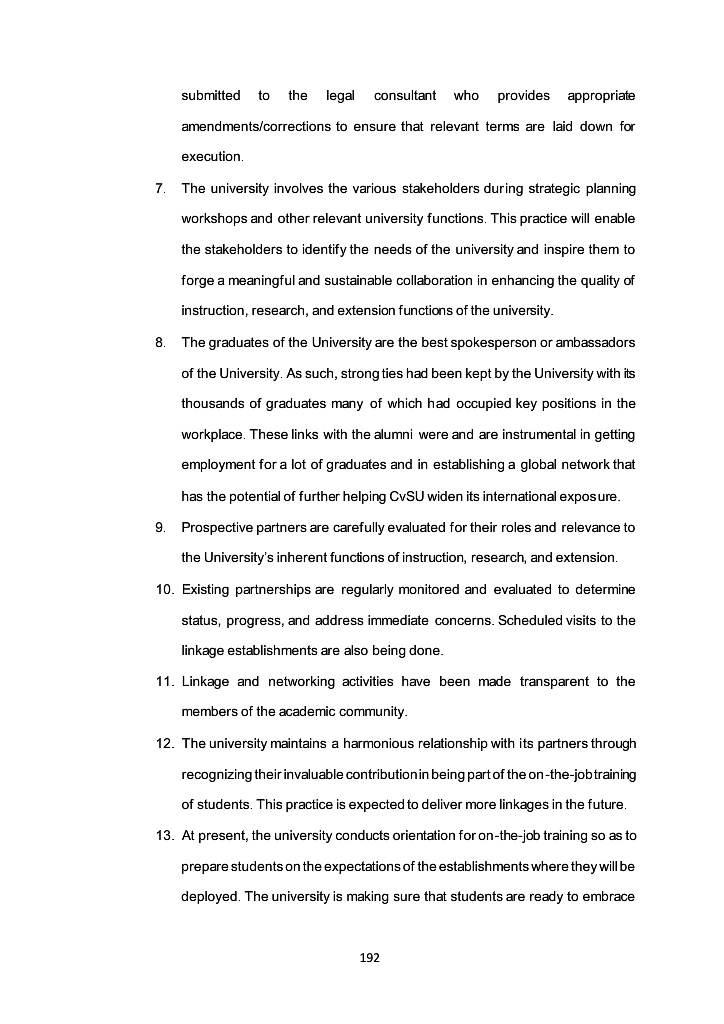 submitted to the legal consultant who provides appropriate
amendments/corrections to ensure that relevant terms are laid down for
execution.
7. The university involves the various stakeholders during strategic planning
workshops and other relevant university functions. This practice will enable
the stakeholders to identify the needs of the university and inspire them to
forge a meaningful and sustainable collaboration in enhancing the quality of
instruction, research, and extension functions of the university.
8. The graduates of the University are the best spokesperson or ambassadors
of the University. As such, strong ties had been kept by the University with its
thousands of graduates many of which had occupied key positions in the
workplace. These links with the alumni were and are instrumental in getting
employment for a lot of graduates and in establishing a global network that
has the potential of further helping CvSU widen its international exposure.
9. Prospective partners are carefully evaluated for their roles and relevance to
the University’s inherent functions of instruction, research, and extension.
10. Existing partnerships are regularly monitored and evaluated to determine
status, progress, and address immediate concerns. Scheduled visits to the
linkage establishments are also being done.
11. Linkage and networking activities have been made transparent to the
members of the academic community.
12. The university maintains a harmonious relationship with its partners through
recognizing their invaluable contribution in being part of the on-the-job training
of students. This practice is expected to deliver more linkages in the future.
13. At present, the university conducts orientation for on-the-job training so as to
prepare students on the expectations of the establishments where they will be
deployed. The university is making sure that students are ready to embrace
192